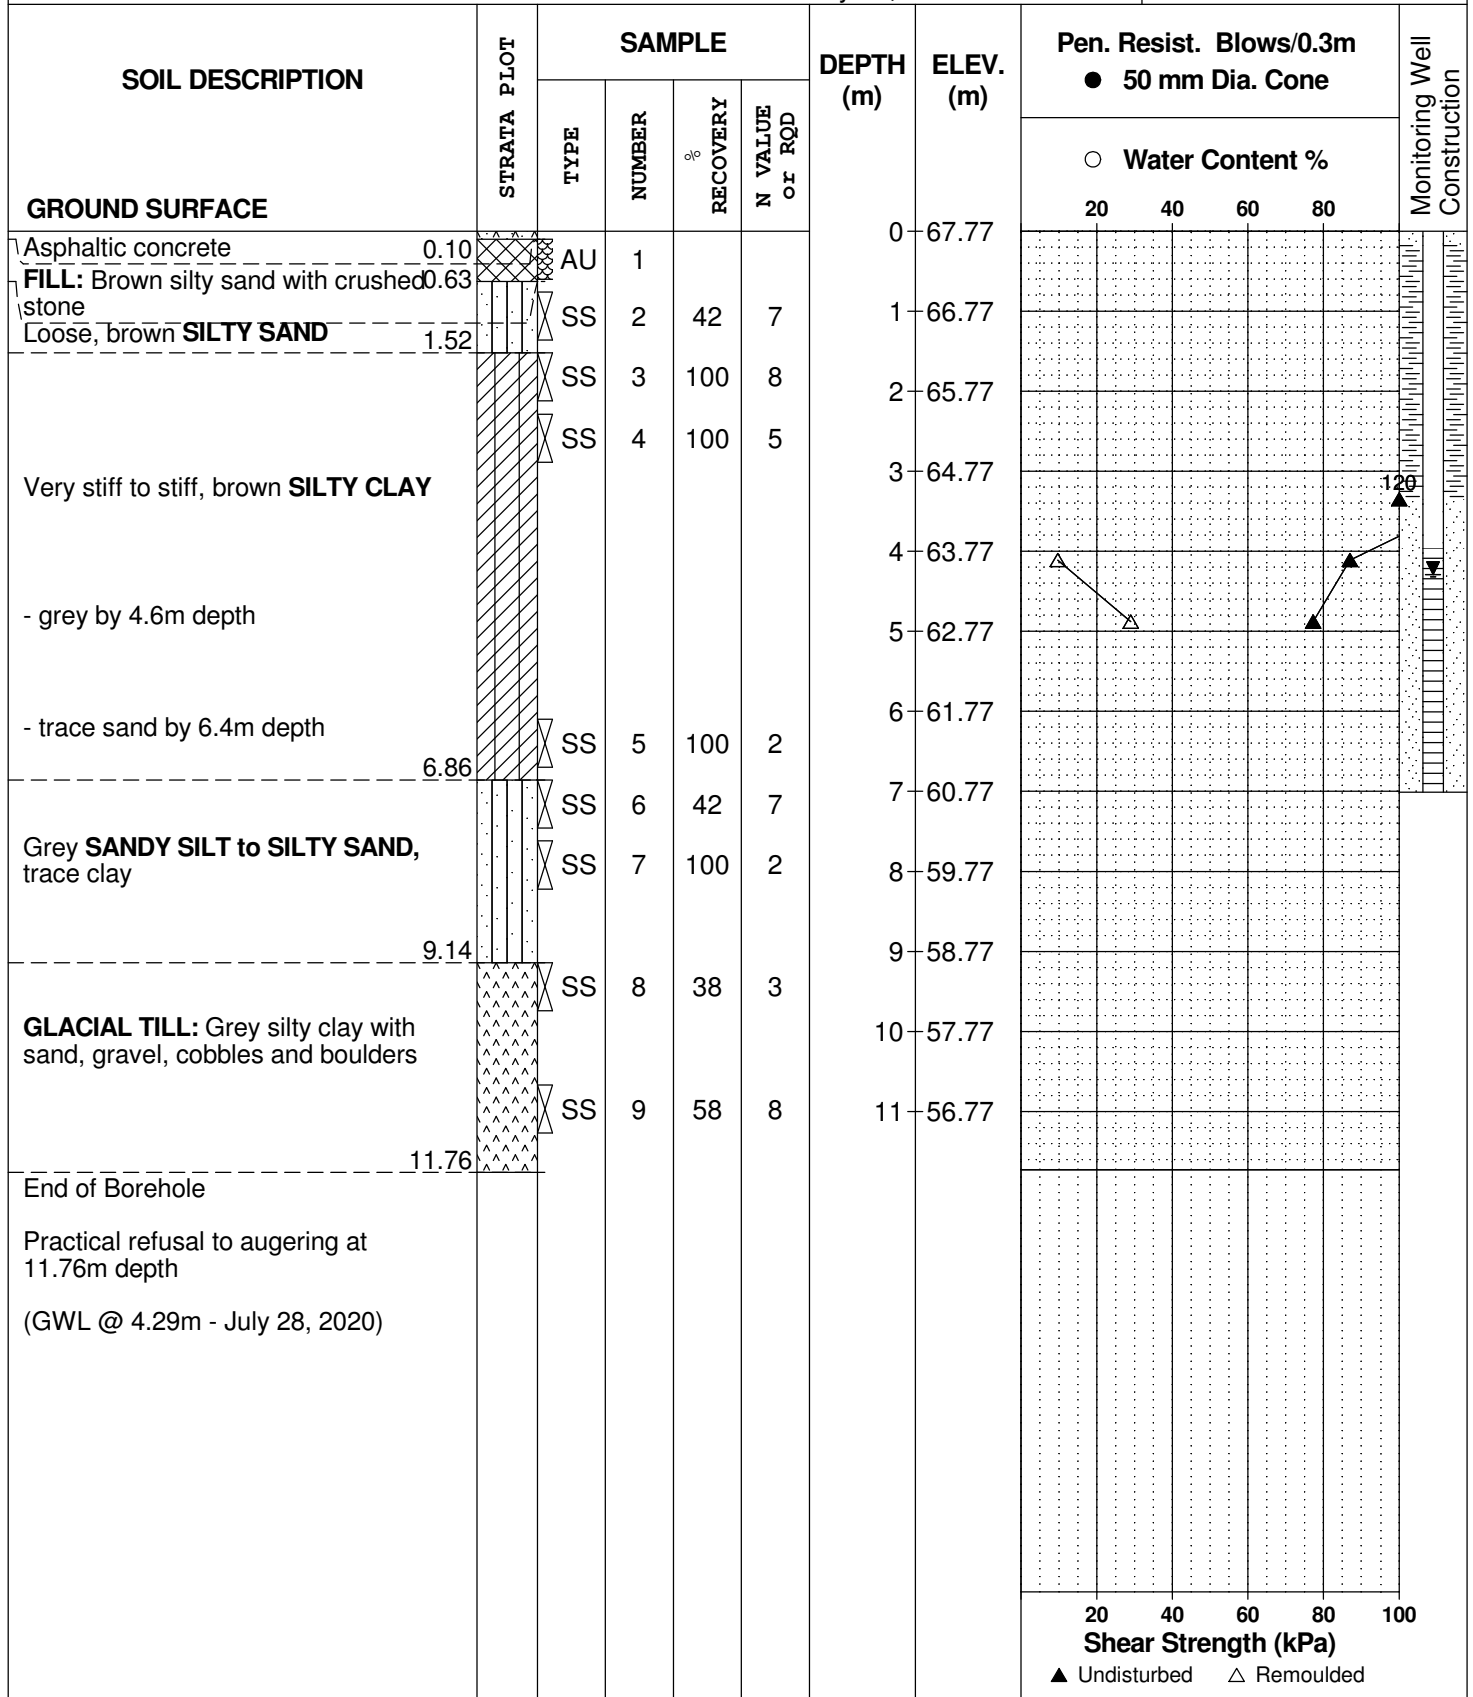 SOIL DESCRIPTION
GROUND SURFACE
STRATA PLOT
SAMPLE
TYPE
NUMBER
%
RECOVERY
N VALUE
or RQD
DEPTH
(m)
ELEV.
(m)
Pen. Resist. Blows/0.3m
● 50 mm Dia. Cone
○ Water Content %
20 40 60 80
Monitoring Well
Construction
Asphaltic concrete 0.10
FILL: Brown silty sand with crushed 0.63
stone
Loose, brown SILTY SAND
1.52
Very stiff to stiff, brown SILTY CLAY
- grey by 4.6m depth
- trace sand by 6.4m depth
6.86
Grey SANDY SILT to SILTY SAND,
trace clay
9.14
GLACIAL TILL: Grey silty clay with
sand, gravel, cobbles and boulders
11.76
End of Borehole
Practical refusal to augering at
11.76m depth
(GWL @ 4.29m - July 28, 2020)
AU 1
SS 2 42 7
SS 3 100 8
SS 4 100 5
SS 5 100 2
SS 6 42 7
SS 7 100 2
SS 8 38 3
SS 9 58 8
0 67.77
1 66.77
2 65.77
3 64.77
4 63.77
5 62.77
6 61.77
7 60.77
8 59.77
9 58.77
10 57.77
11 56.77
120
20 40 60 80 100
Shear Strength (kPa)
▲ Undisturbed △ Remoulded